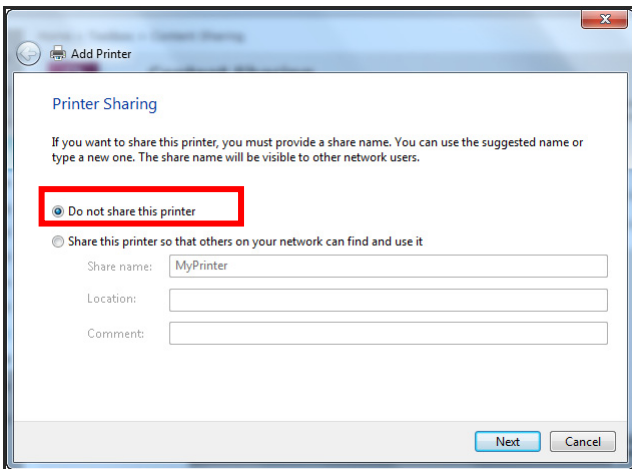 Add Printer
Printer Sharing
If you want to share this printer, you must provide a share name. You can use the suggested name or
type a new one. The share name will be visible to other network users.
Do not share this printer
Share this printer so that others on your network can find and use it
Share name: MyPrinter
Location:
Comment:
Next Cancel